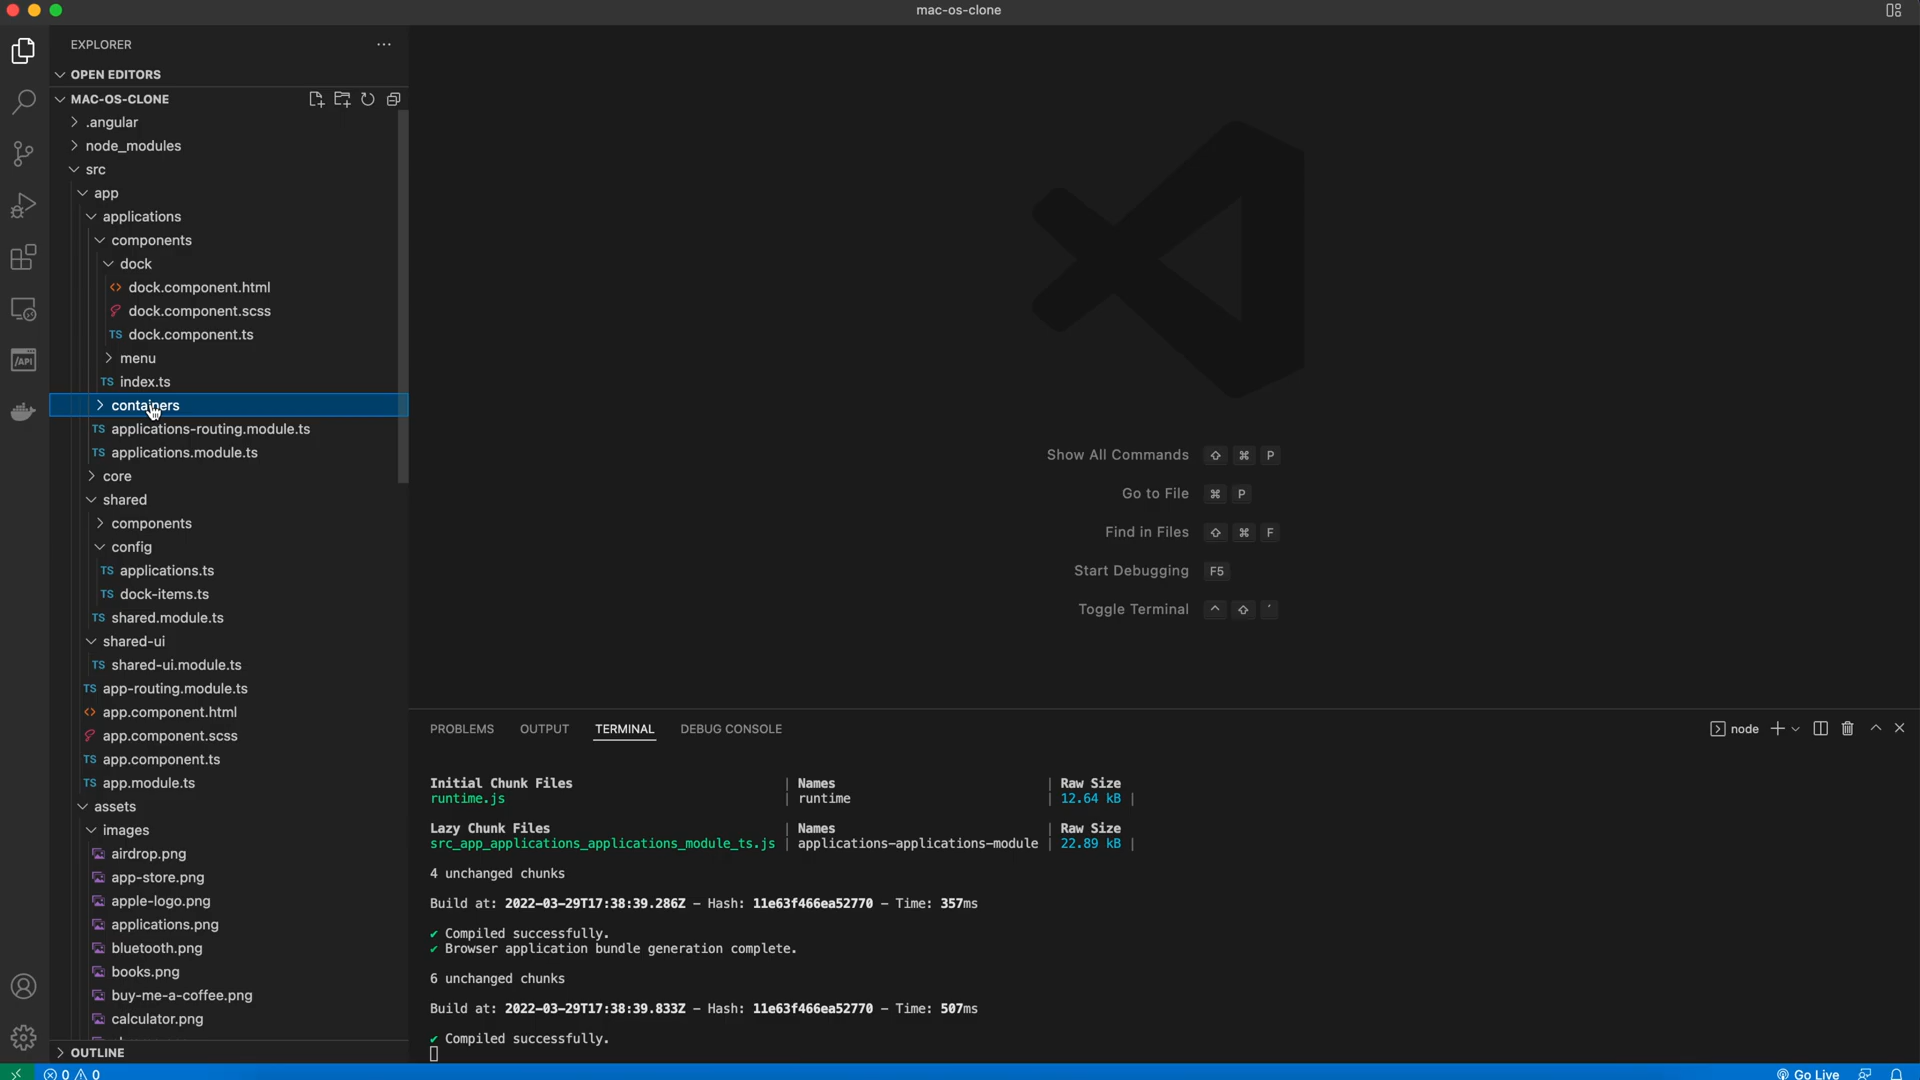 mac-os-clone
EXPLORER
OPEN EDITORS
MAC-OS-CLONE
.angular
node_modules
src
app
applications
components
dock
<> dock.component.html
dock.component.scss
TS dock.component.ts
menu
TS index.ts
containers
TS applications-routing.module.ts
TS applications.module.ts
core
shared
components
config
TS applications.ts
TS dock-items.ts
TS shared.module.ts
shared-ui
TS shared-ui.module.ts
TS app-routing.module.ts
<> app.component.html
app.component.scss
TS app.component.ts
TS app.module.ts
assets
images
airdrop.png
app-store.png
apple-logo.png
applications.png
bluetooth.png
books.png
buy-me-a-coffee.png
calculator.png
OUTLINE
/API
Show All Commands ⇧ ⌘ P
Go to File ⌘ P
Find in Files ⇧ ⌘ F
Start Debugging F5
Toggle Terminal ^ ⇧ '
PROBLEMS OUTPUT TERMINAL DEBUG CONSOLE
node
Initial Chunk Files | Names | Raw Size
runtime.js | runtime | 12.64 kB |
Lazy Chunk Files | Names | Raw Size
src_app_applications_applications_module_ts.js | applications-applications-module | 22.89 kB |
4 unchanged chunks
Build at: 2022-03-29T17:38:39.286Z - Hash: 11e63f466ea52770 - Time: 357ms
✔ Compiled successfully.
✔ Browser application bundle generation complete.
6 unchanged chunks
Build at: 2022-03-29T17:38:39.833Z - Hash: 11e63f466ea52770 - Time: 507ms
✔ Compiled successfully.
0 0
Go Live